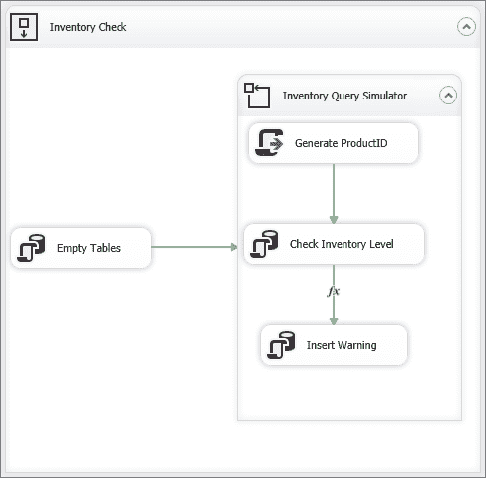 Inventory Check
Inventory Query Simulator
Generate ProductID
Empty Tables
Check Inventory Level
fx
Insert Warning